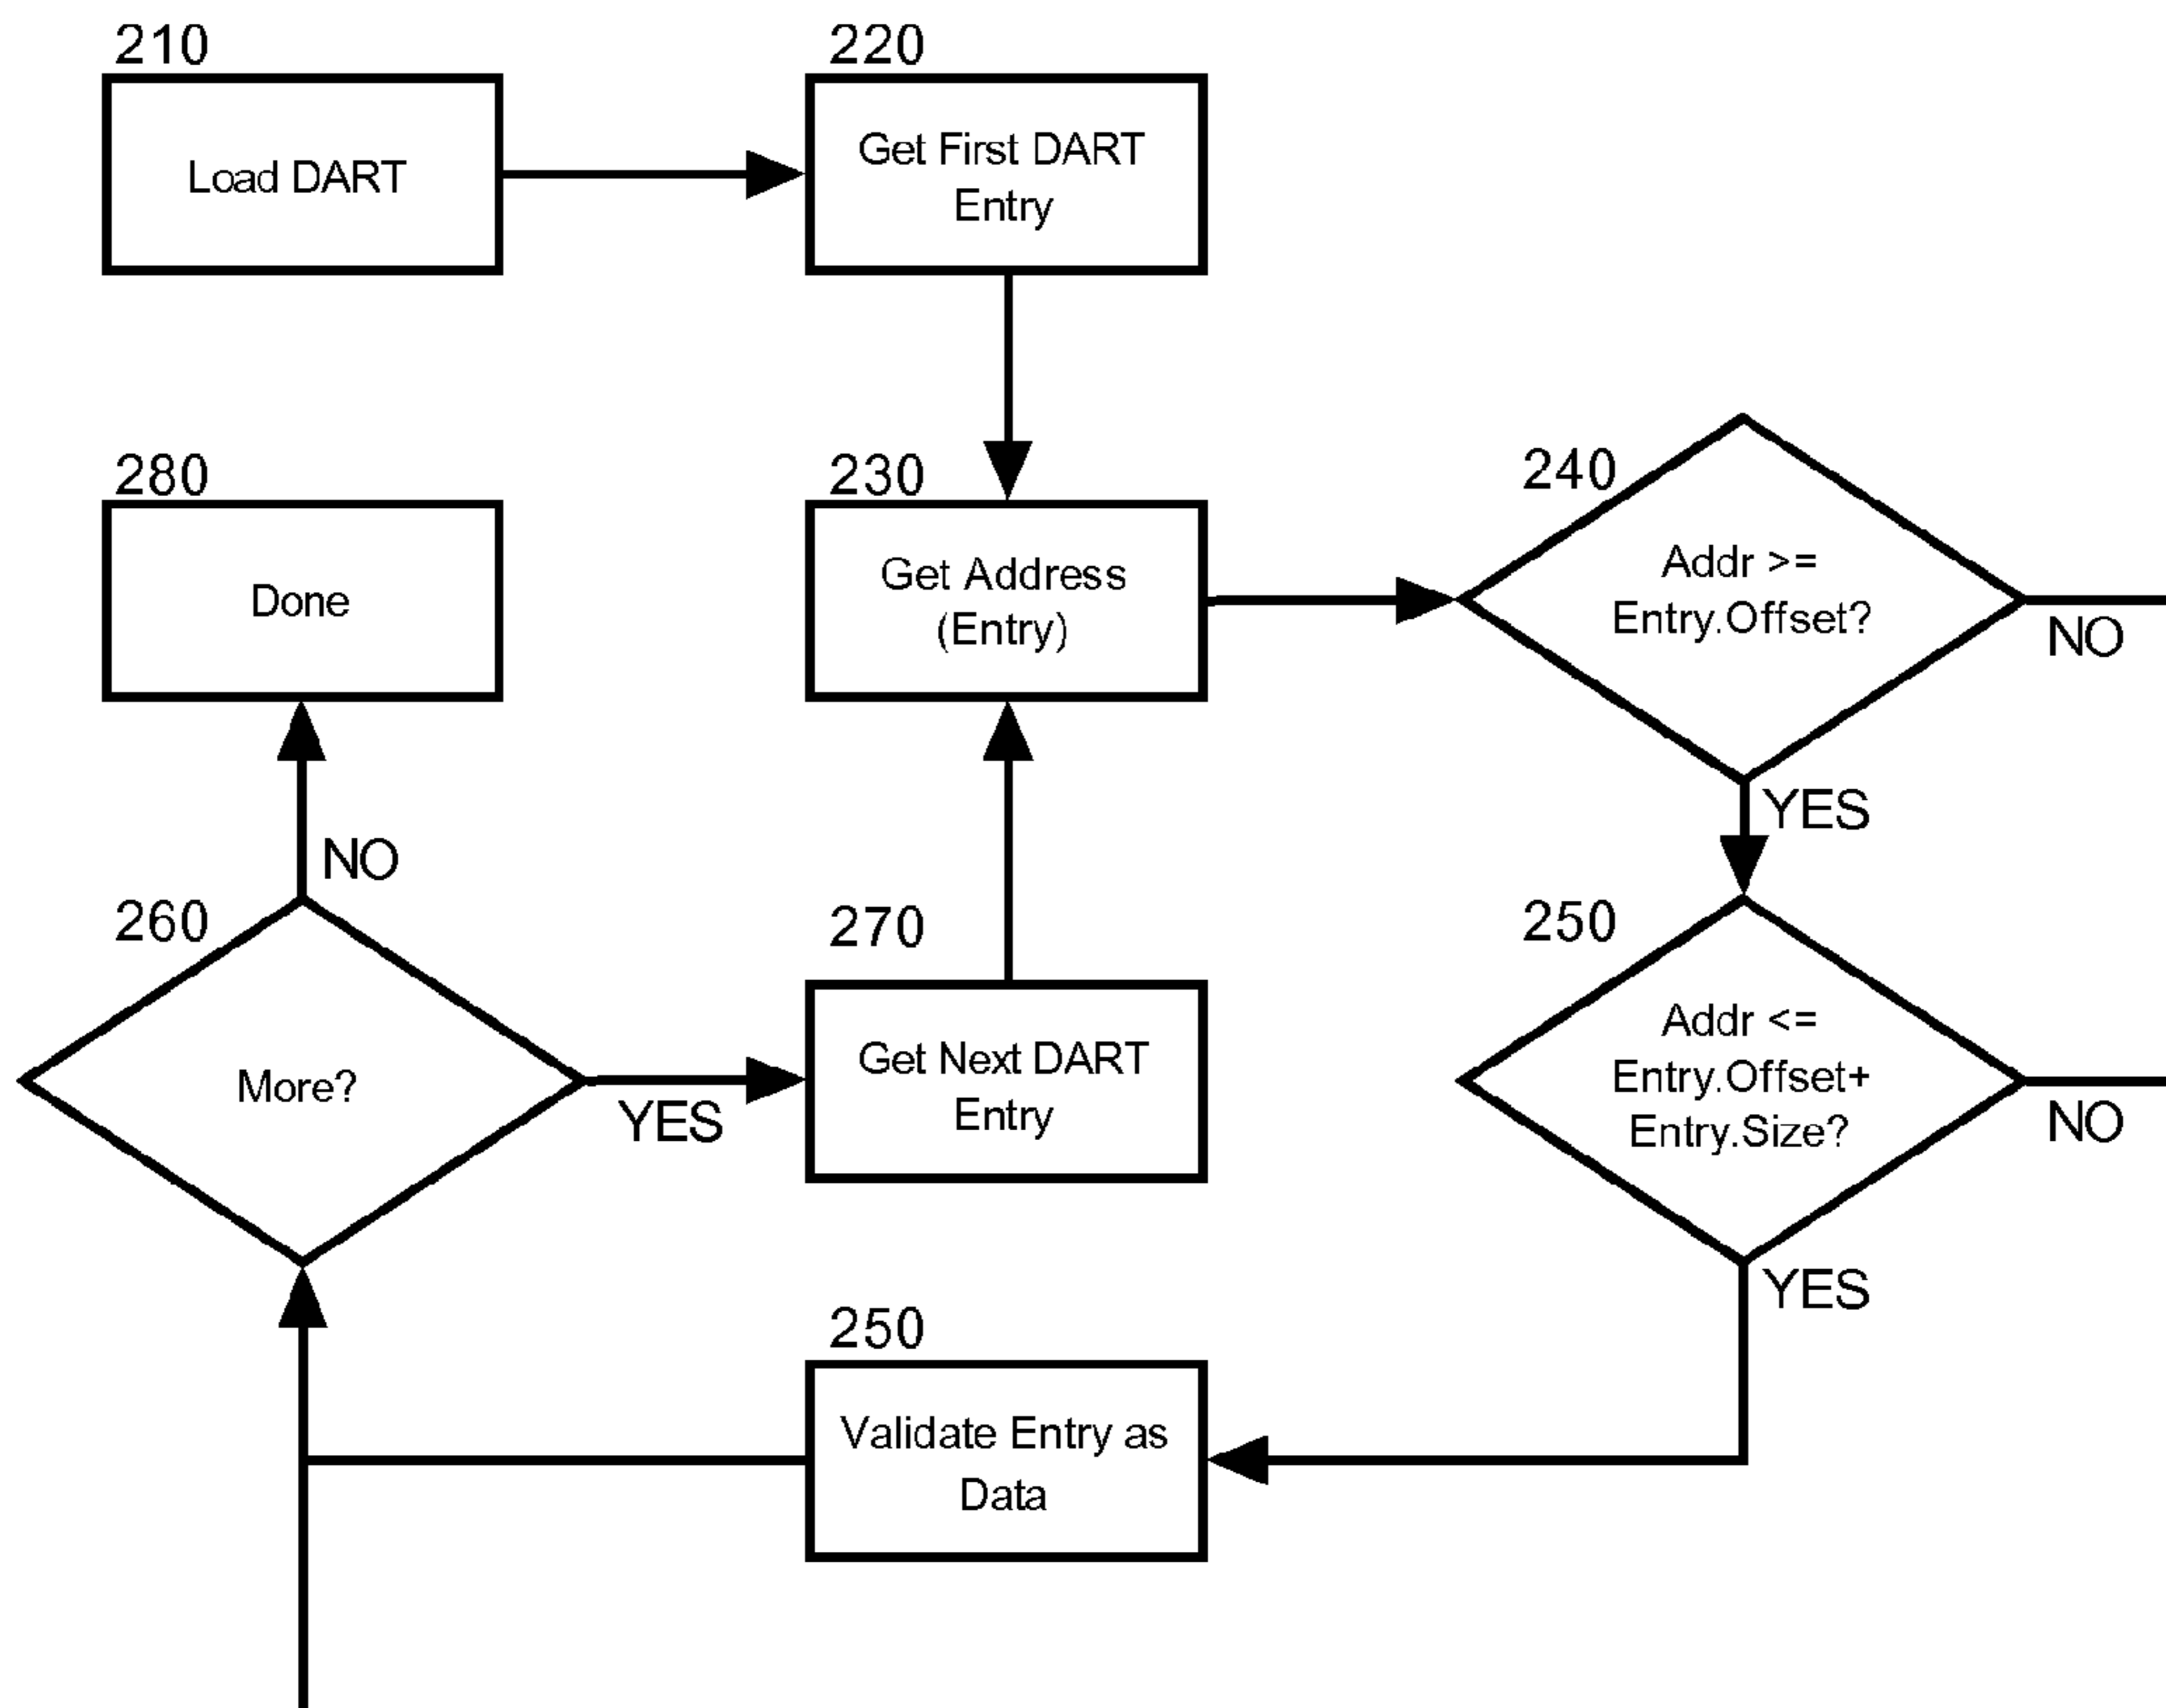 210
Load DART
220
Get First DART
Entry
280
Done
230
Get Address
(Entry)
240
Addr >=
Entry.Offset?
NO
YES
NO
260
More?
YES
270
Get Next DART
Entry
250
Addr <=
Entry.Offset+
Entry.Size?
NO
YES
250
Validate Entry as
Data